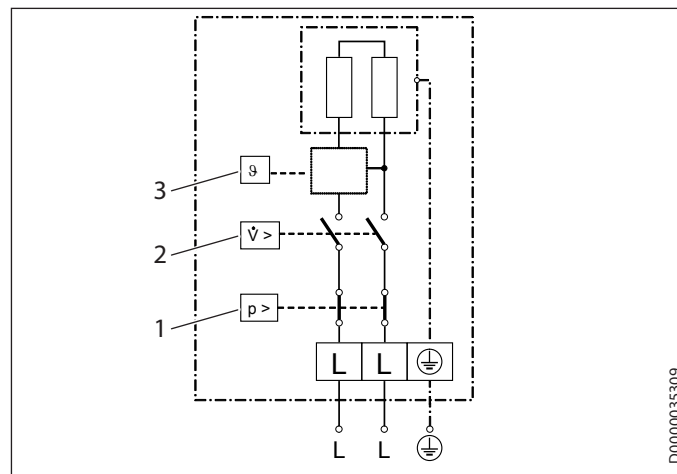 3
ϑ
2
V̇ >
1
p >
L L ⏚
L L ⏚
D0000035309